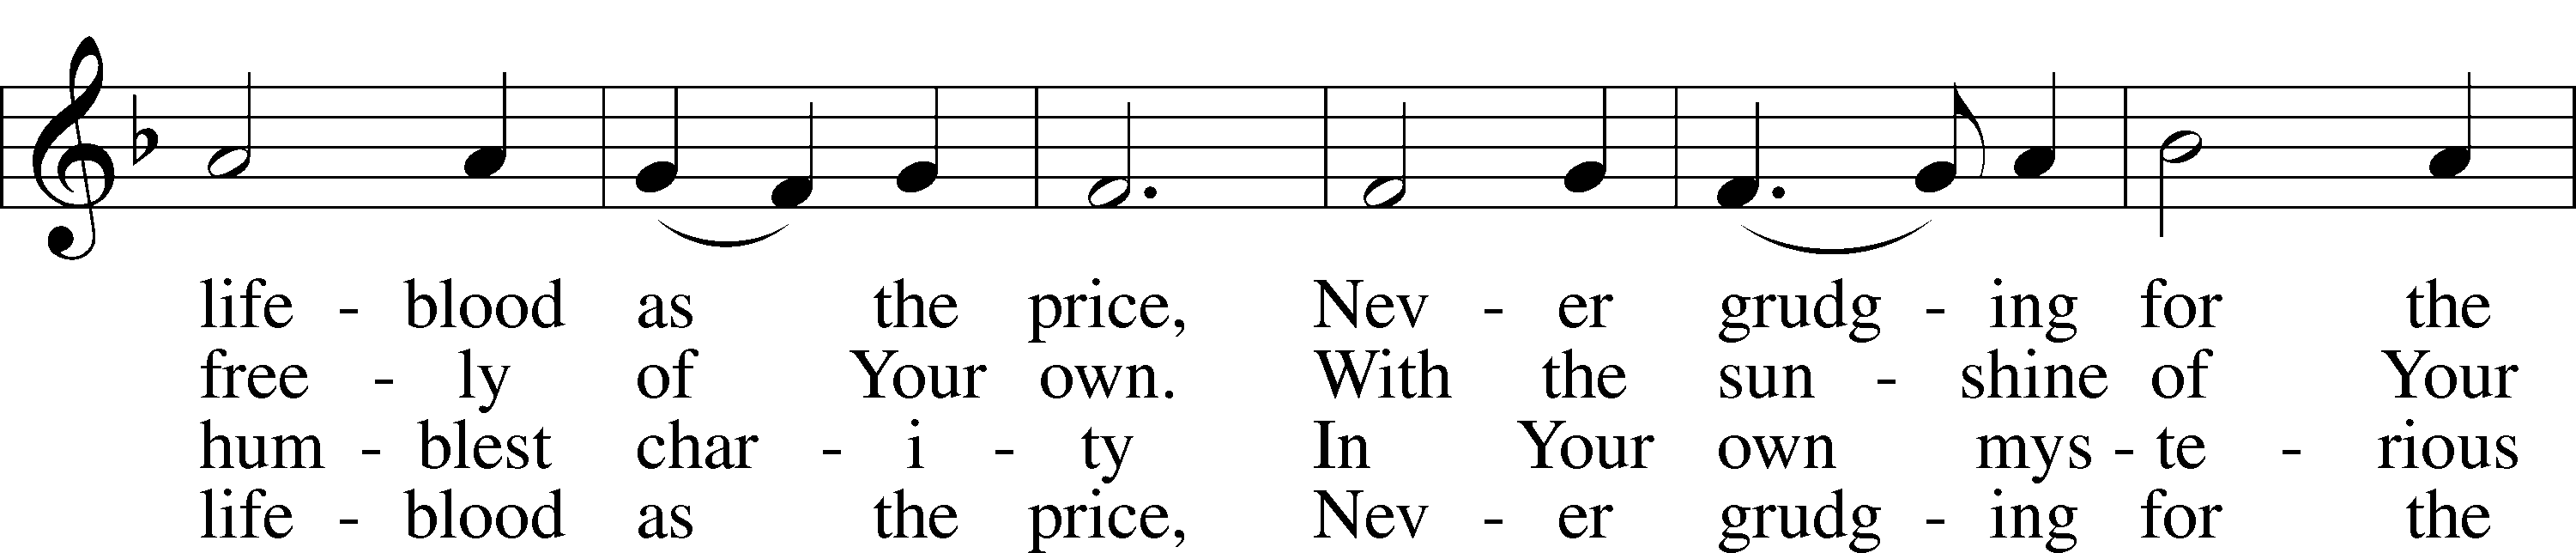 life - blood as the price, Nev - er grudg - ing for the
free - ly of Your own. With the sun - shine of Your
hum - blest char - i - ty In Your own mys - te - rious
life - blood as the price, Nev - er grudg - ing for the